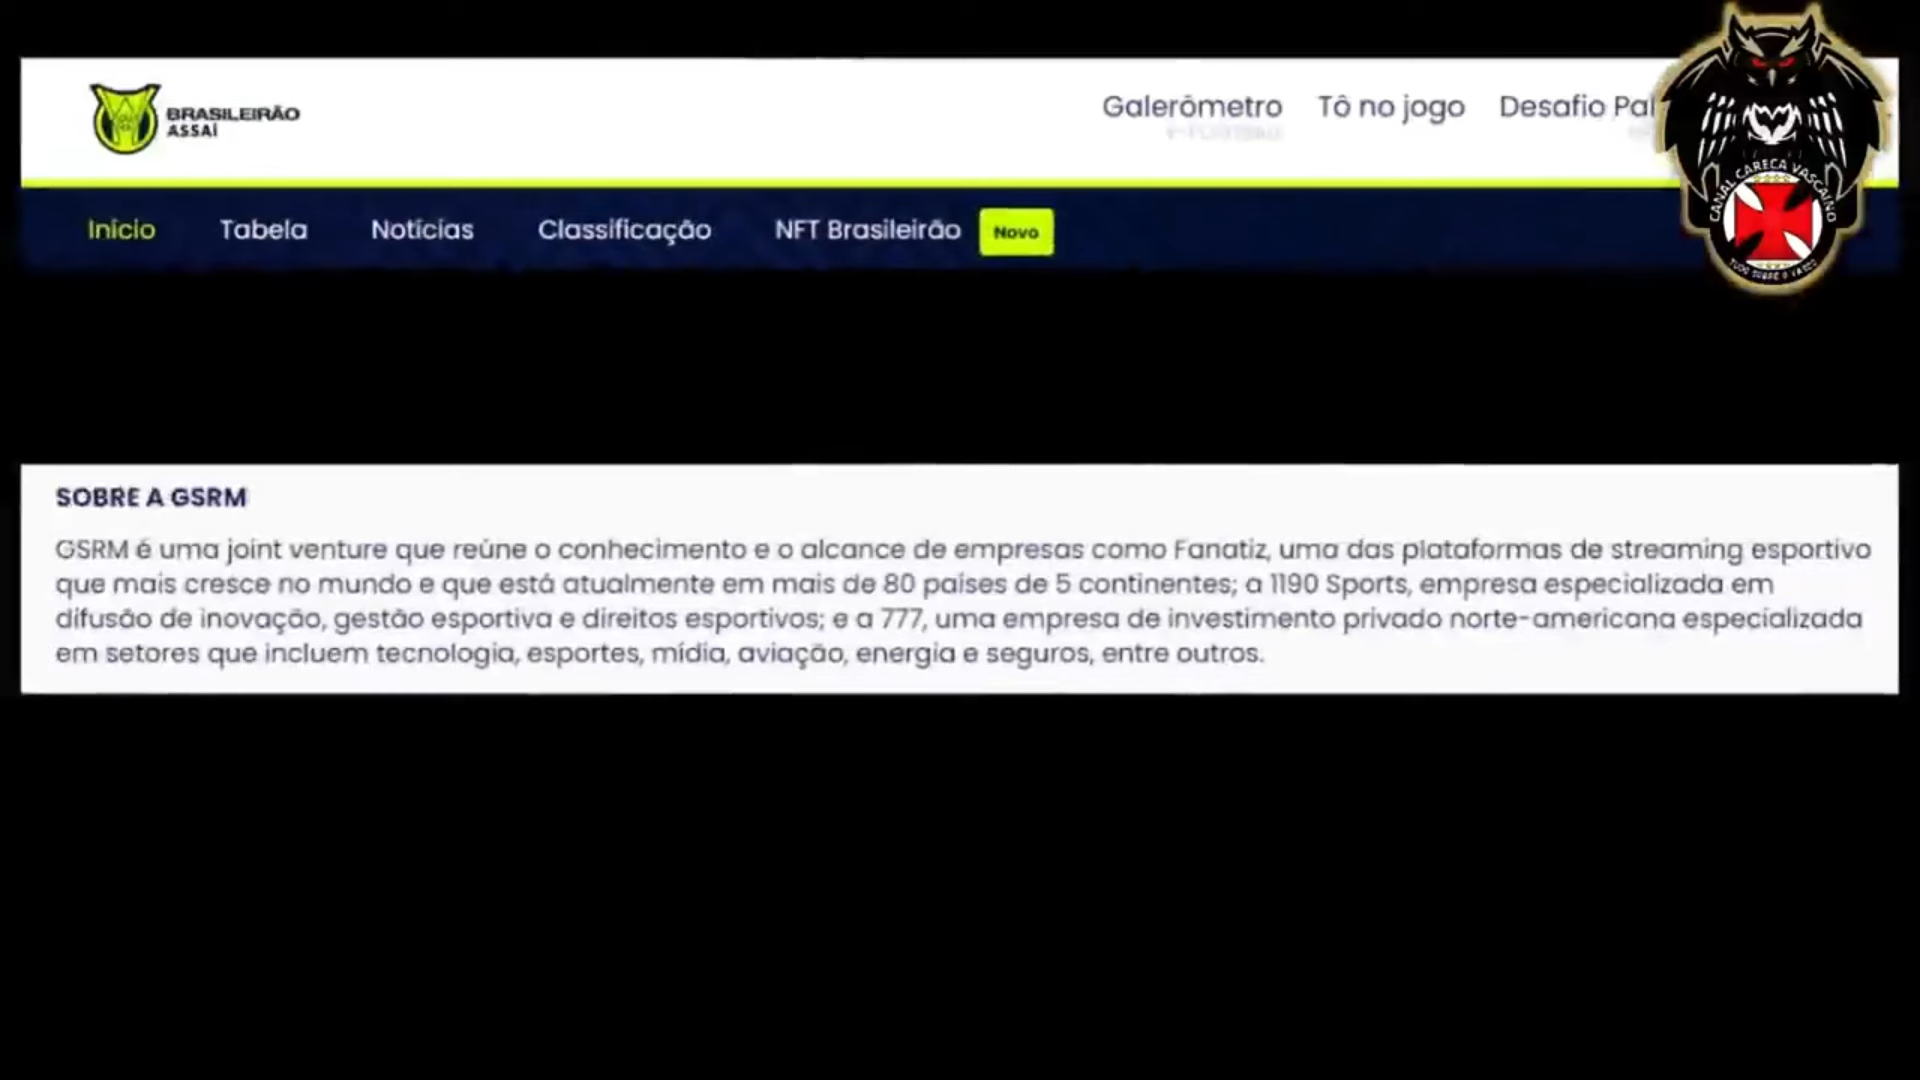 BRASILEIRÃO
ASSAÍ
Galerômetro Tô no jogo Desafio
Início Tabela Notícias Classificação NFT Brasileirão Novo
CANAL CARECA VASCAINO
TUDO SOBRE O VASCO
SOBRE A GSRM
GSRM é uma joint venture que reúne o conhecimento e o alcance de empresas como Fanatiz, uma das plataformas de streaming esportivo
que mais cresce no mundo e que está atualmente em mais de 80 países de 5 continentes; a 1190 Sports, empresa especializada em
difusão de inovação, gestão esportiva e direitos esportivos; e a 777, uma empresa de investimento privado norte-americana especializada
em setores que incluem tecnologia, esportes, mídia, aviação, energia e seguros, entre outros.